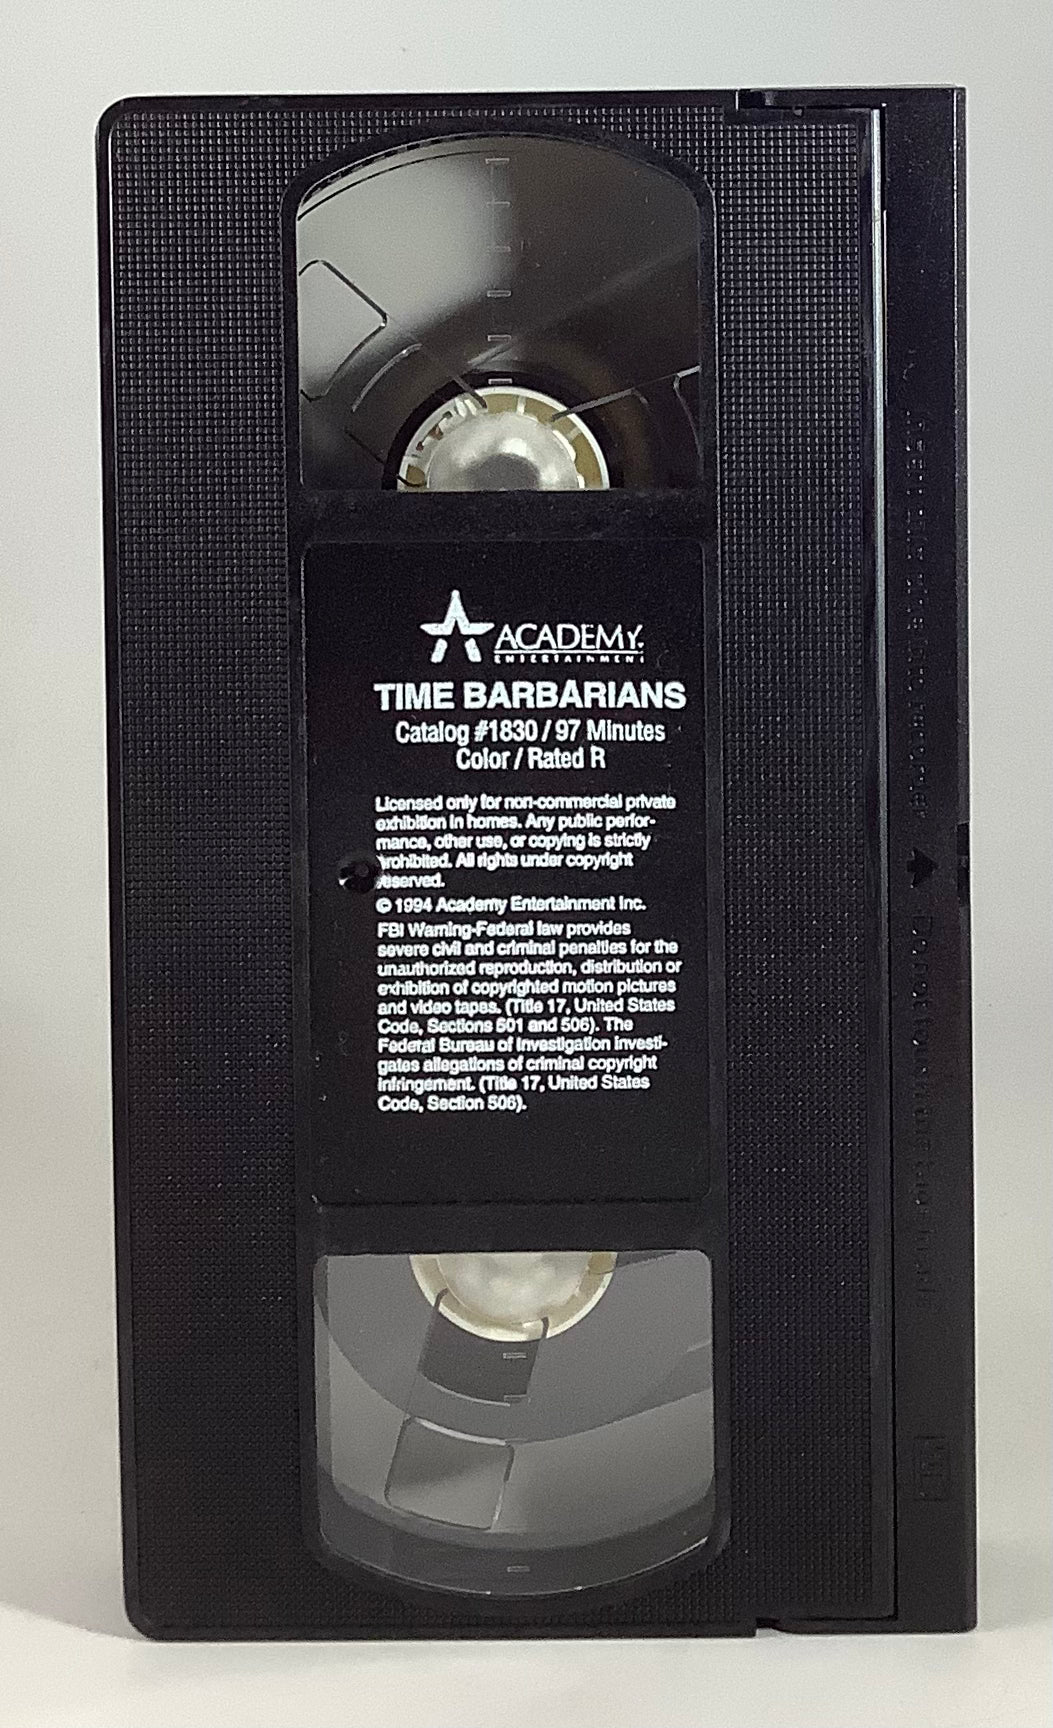 ACADEMY
ENTERTAINMENT
TIME BARBARIANS
Catalog #1830 / 97 Minutes
Color / Rated R
Licensed only for non-commercial private
exhibition in homes. Any public perfor-
mance, other use, or copying is strictly
prohibited. All rights under copyright
reserved.
© 1994 Academy Entertainment Inc.
FBI Warning-Federal law provides
severe civil and criminal penalties for the
unauthorized reproduction, distribution or
exhibition of copyrighted motion pictures
and video tapes. (Title 17, United States
Code, Sections 501 and 506). The
Federal Bureau of Investigation investi-
gates allegations of criminal copyright
infringement. (Title 17, United States
Code, Section 506).